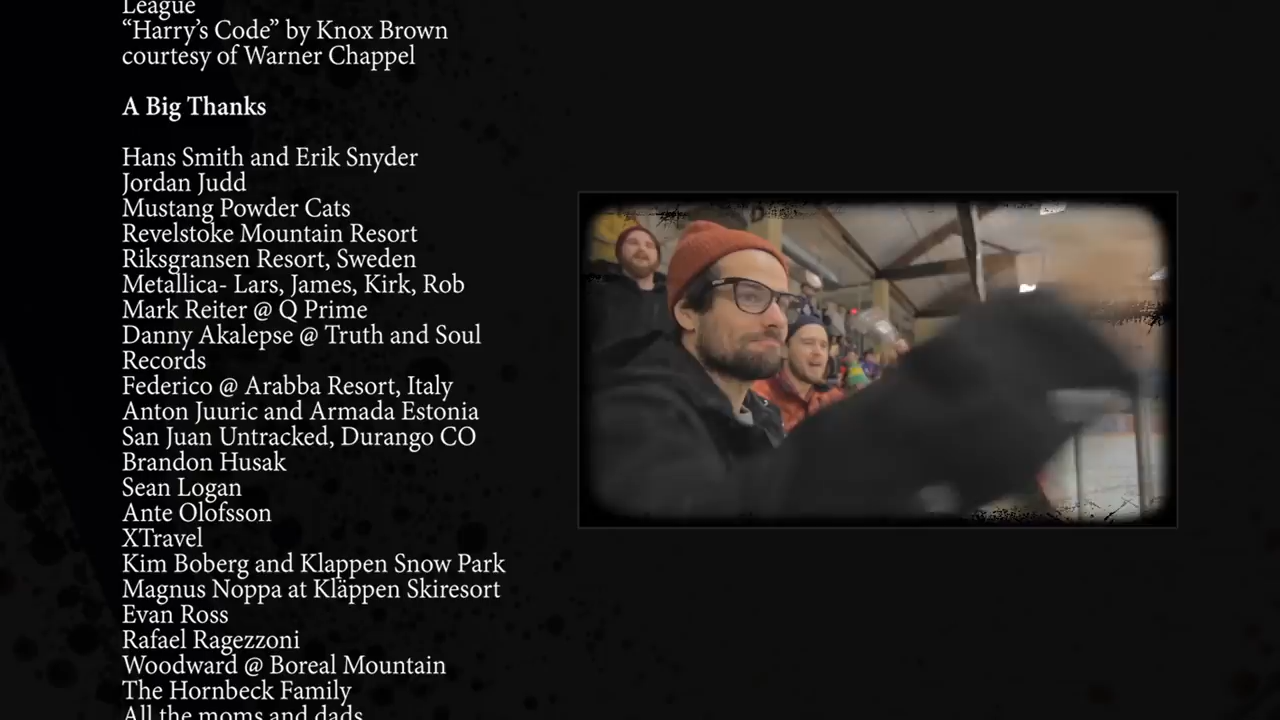 League
“Harry’s Code” by Knox Brown
courtesy of Warner Chappel
A Big Thanks
Hans Smith and Erik Snyder
Jordan Judd
Mustang Powder Cats
Revelstoke Mountain Resort
Riksgransen Resort, Sweden
Metallica- Lars, James, Kirk, Rob
Mark Reiter @ Q Prime
Danny Akalepse @ Truth and Soul
Records
Federico @ Arabba Resort, Italy
Anton Juuric and Armada Estonia
San Juan Untracked, Durango CO
Brandon Husak
Sean Logan
Ante Olofsson
XTravel
Kim Boberg and Klappen Snow Park
Magnus Noppa at Kläppen Skiresort
Evan Ross
Rafael Ragezzoni
Woodward @ Boreal Mountain
The Hornbeck Family
All the moms and dads